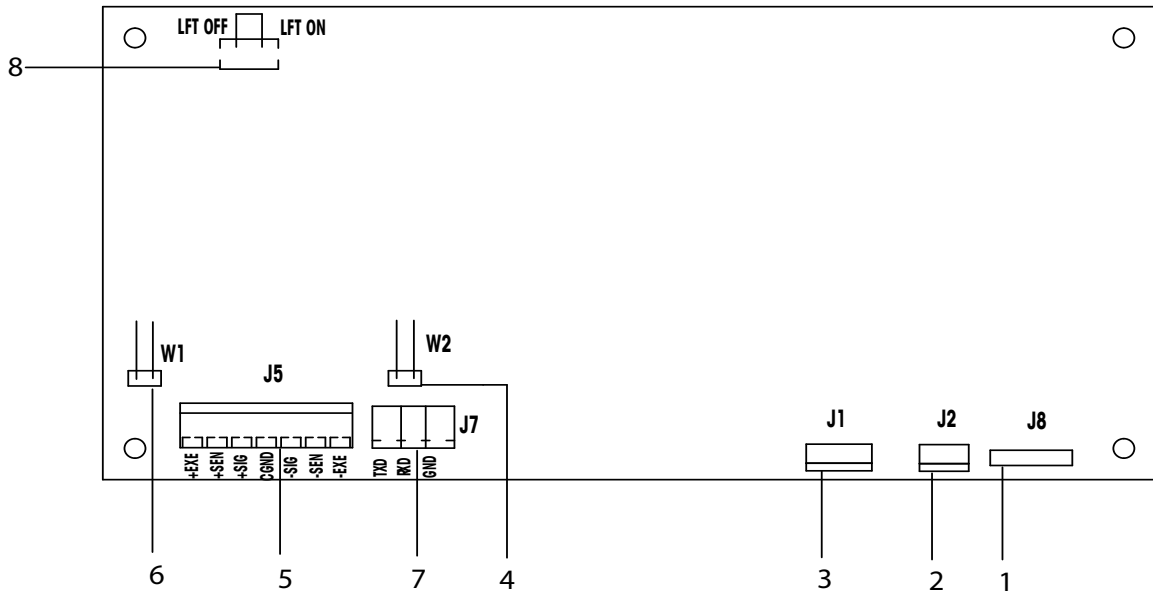 LFT OFF LFT ON
8
W1
W2
J5
J7
J1
J2
J8
+EXE
+SEN
+SIG
CGND
-SIG
-SEN
-EXE
TXD
RXD
GND
6
5
7
4
3
2
1